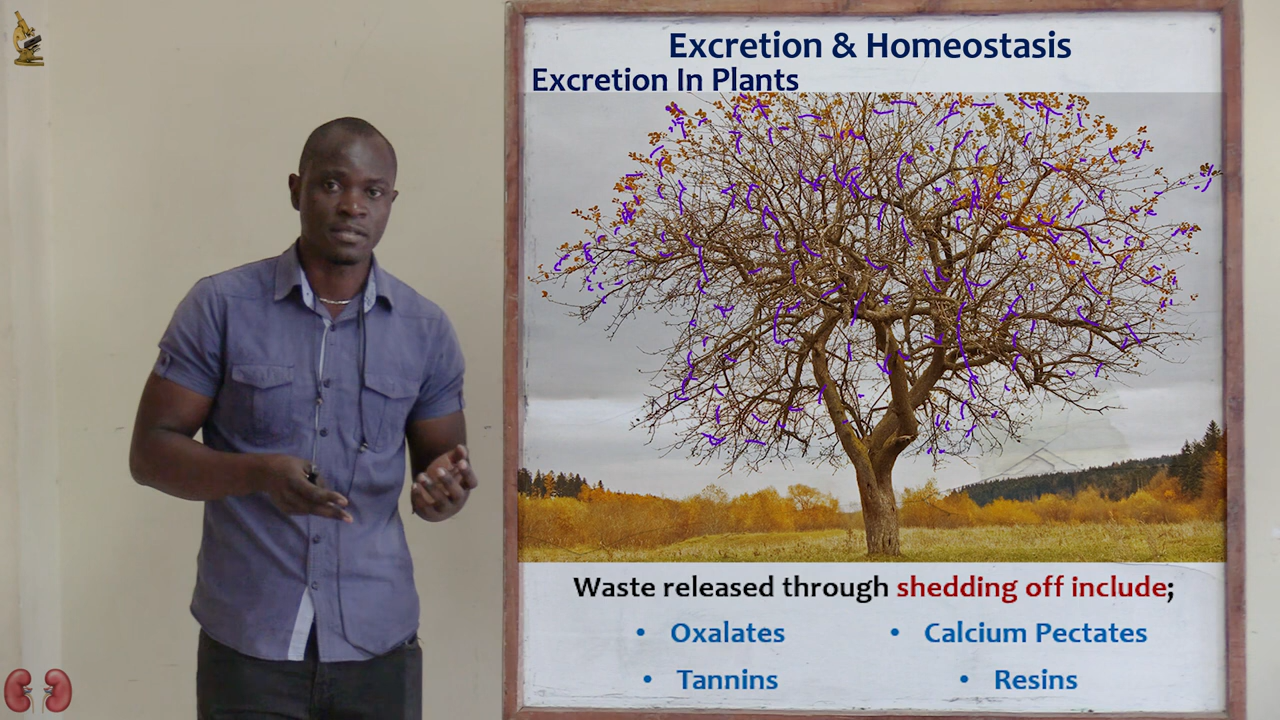 Excretion & Homeostasis
Excretion In Plants
Waste released through shedding off include;
• Oxalates • Calcium Pectates
• Tannins • Resins